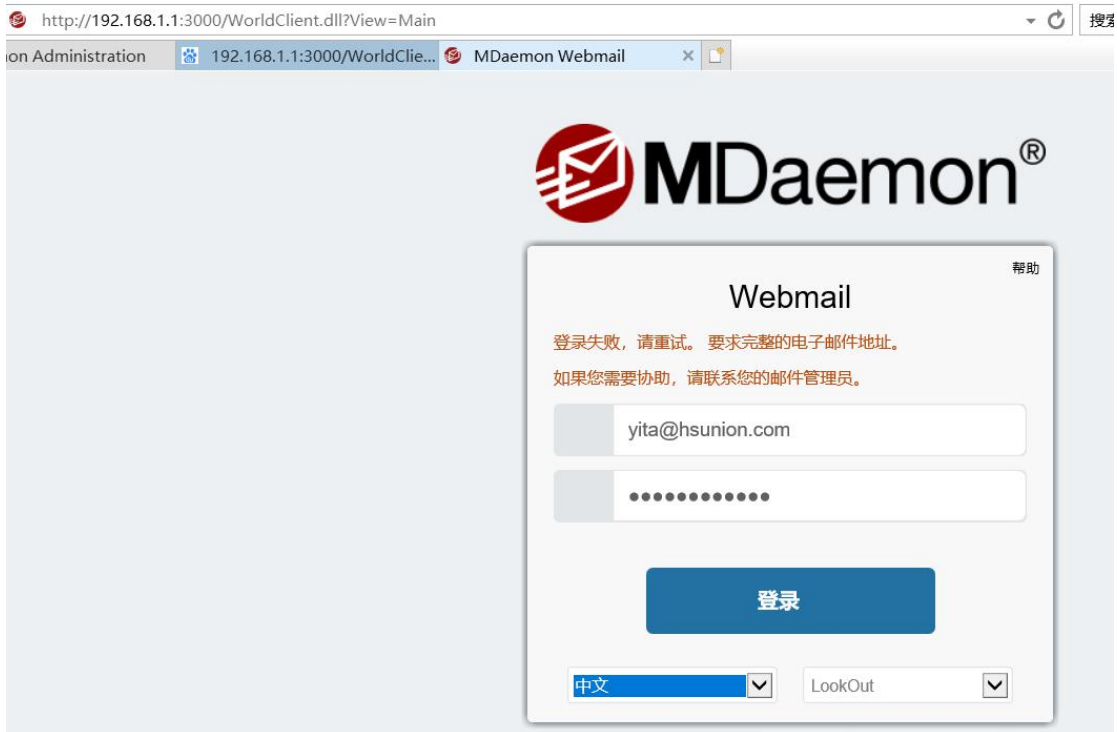 http://192.168.1.1:3000/WorldClient.dll?View=Main
搜索
on Administration
192.168.1.1:3000/WorldClie...
MDaemon Webmail
MDaemon®
帮助
Webmail
登录失败，请重试。 要求完整的电子邮件地址。
如果您需要协助，请联系您的邮件管理员。
yita@hsunion.com
●●●●●●●●●●●●
登录
中文
LookOut